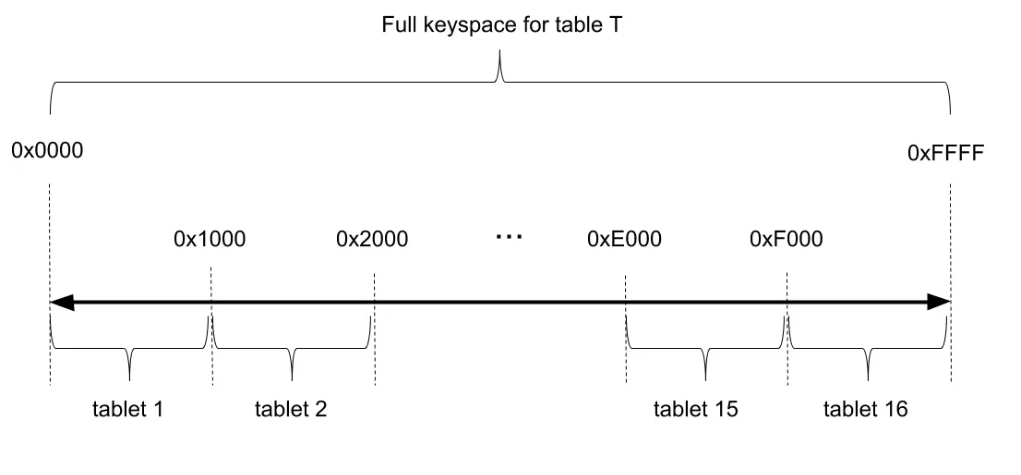 Full keyspace for table T
0x0000
0xFFFF
0x1000 0x2000 ... 0xE000 0xF000
tablet 1 tablet 2 tablet 15 tablet 16